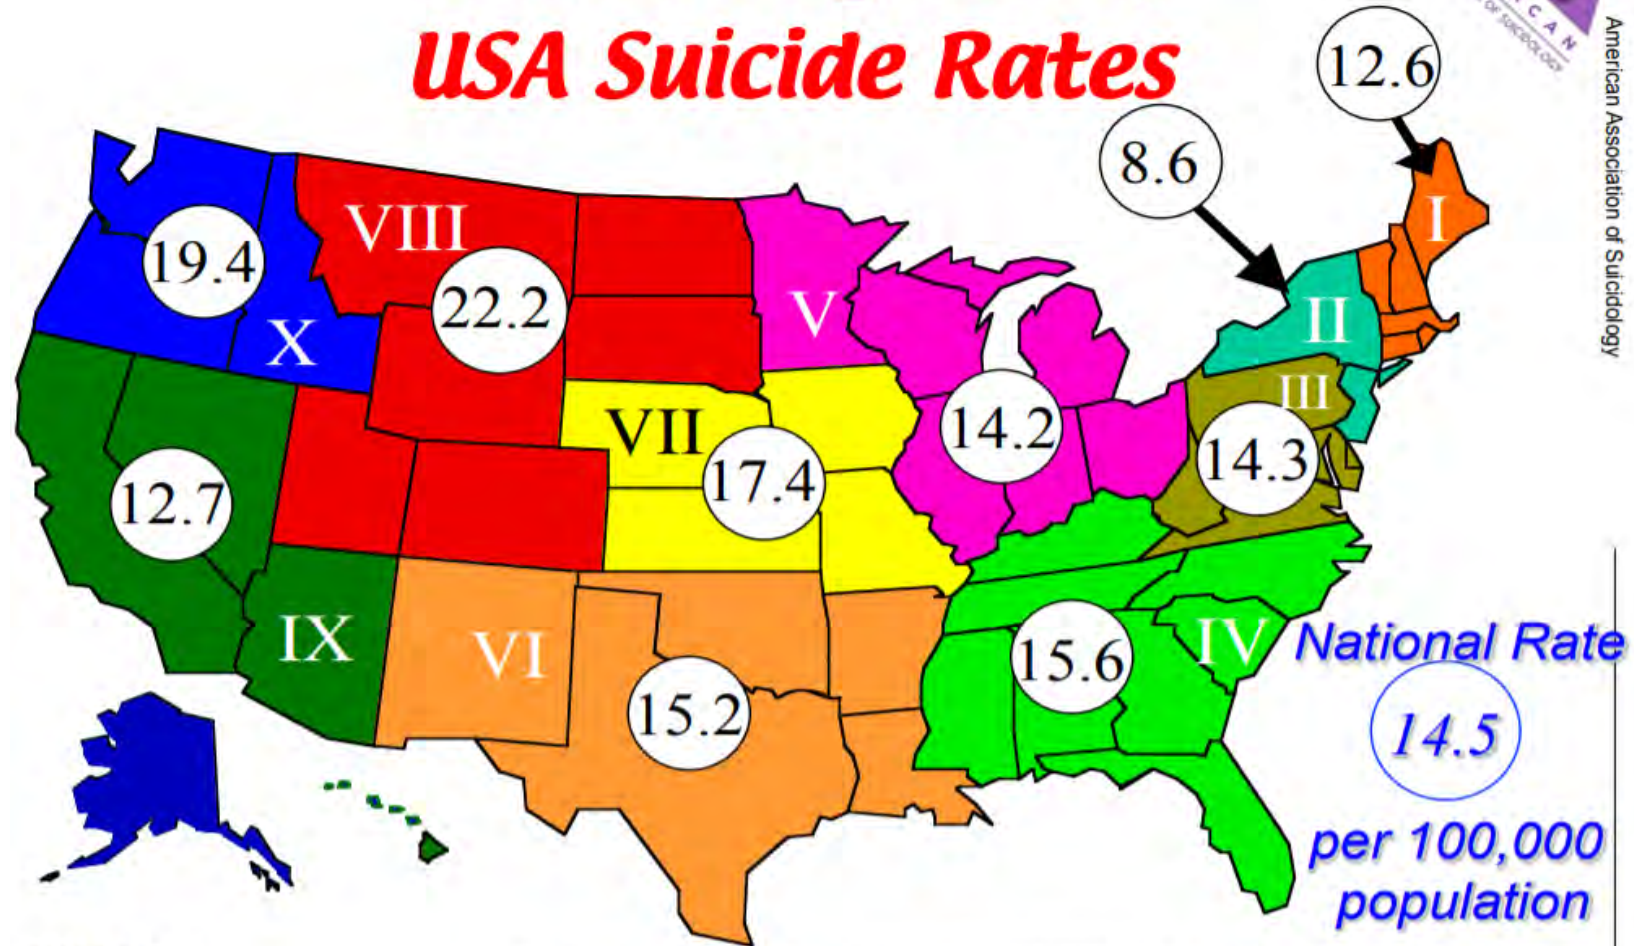 USA Suicide Rates
12.6
8.6
I
19.4
VIII
22.2
X
V
II
III
VII
14.2
14.3
17.4
12.7
IX
VI
15.2
15.6
IV
National Rate
14.5
per 100,000
population
American Association of Suicidology
OF SUICIDOLOGY